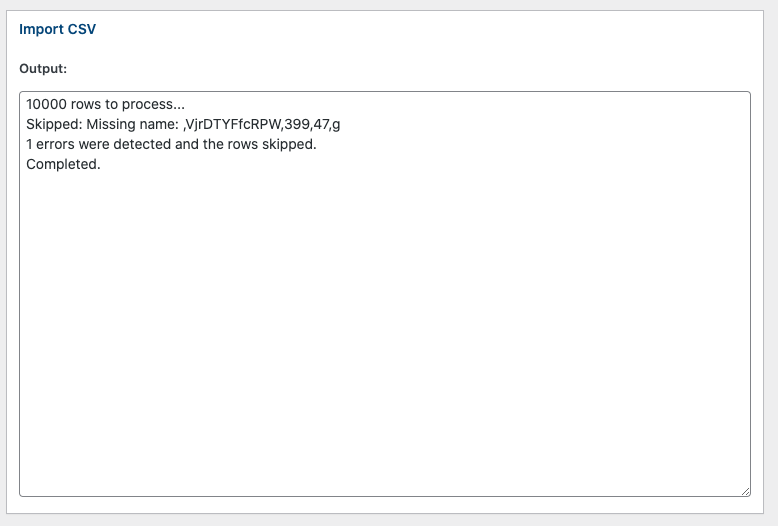 Import CSV
Output:
10000 rows to process...
Skipped: Missing name: ,VjrDTYFfcRPW,399,47,g
1 errors were detected and the rows skipped.
Completed.